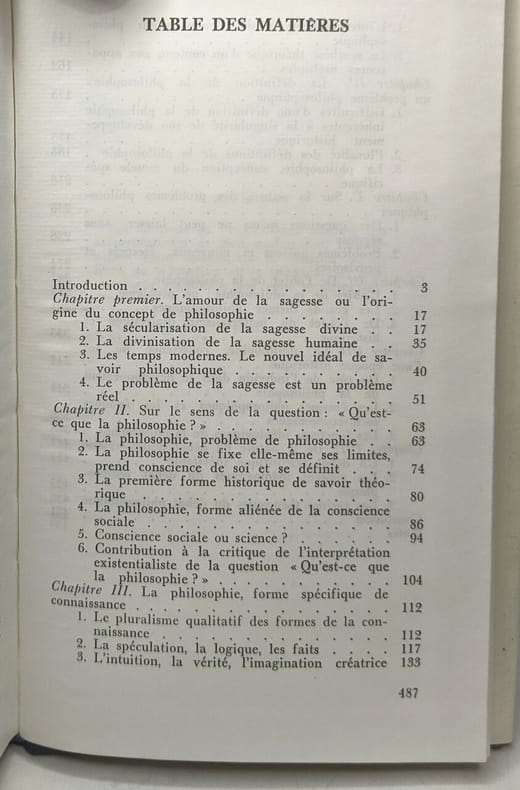 TABLE DES MATIÈRES
Introduction . . . . . . . . . . . . . 3
Chapitre premier. L'amour de la sagesse ou l'ori-
gine du concept de philosophie . . . . . . . 17
1. La sécularisation de la sagesse divine . . 17
2. La divinisation de la sagesse humaine . . 35
3. Les temps modernes. Le nouvel idéal de sa-
voir philosophique . . . . . . . . . 40
4. Le problème de la sagesse est un problème
réel . . . . . . . . . . . . . . 51
Chapitre II. Sur le sens de la question : « Qu'est-
ce que la philosophie ? » . . . . . . . . . 63
1. La philosophie, problème de philosophie . . 63
2. La philosophie se fixe elle-même ses limites,
prend conscience de soi et se définit . . . 74
3. La première forme historique de savoir théo-
rique . . . . . . . . . . . . . 80
4. La philosophie, forme aliénée de la conscience
sociale . . . . . . . . . . . . . 86
5. Conscience sociale ou science ? . . . . . 94
6. Contribution à la critique de l'interprétation
existentialiste de la question « Qu'est-ce que
la philosophie ? » . . . . . . . . . . 104
Chapitre III. La philosophie, forme spécifique de
connaissance . . . . . . . . . . . . . 112
1. Le pluralisme qualitatif des formes de la con-
naissance . . . . . . . . . . . . 112
2. La spéculation, la logique, les faits . . . . 117
3. L'intuition, la vérité, l'imagination créatrice 133
487